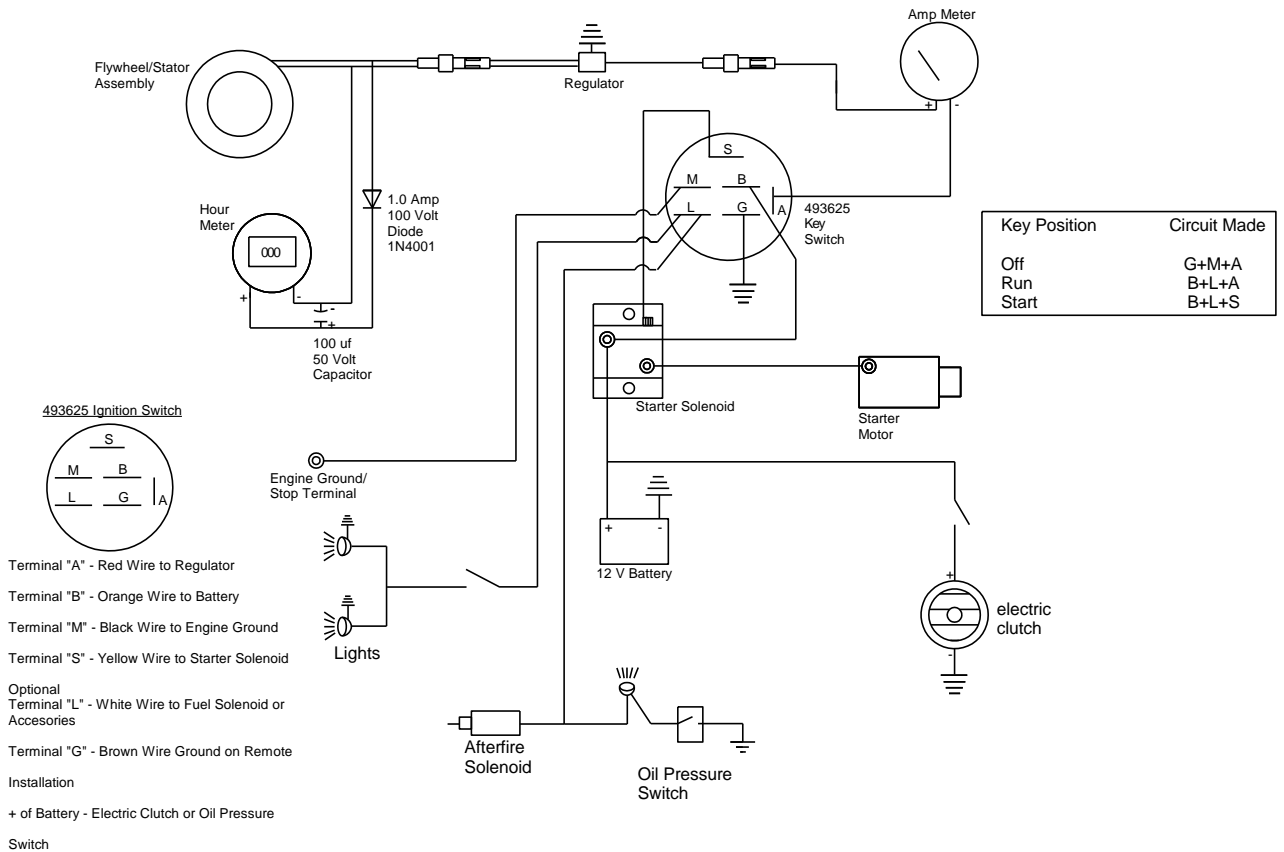 Amp Meter
Flywheel/Stator
Assembly
Regulator
+ -
S
M B
L G A
493625
Key
Switch
1.0 Amp
100 Volt
Diode
1N4001
Hour
Meter
000
+ -
-
+
100 uf
50 Volt
Capacitor
Key Position Circuit Made
Off G+M+A
Run B+L+A
Start B+L+S
Starter Solenoid
Starter
Motor
493625 Ignition Switch
S
M B
L G A
Engine Ground/
Stop Terminal
+ -
12 V Battery
Terminal "A" - Red Wire to Regulator
Terminal "B" - Orange Wire to Battery
Terminal "M" - Black Wire to Engine Ground
Terminal "S" - Yellow Wire to Starter Solenoid
Optional
Terminal "L" - White Wire to Fuel Solenoid or
Accesories
Terminal "G" - Brown Wire Ground on Remote
Installation
+ of Battery - Electric Clutch or Oil Pressure
Switch
Lights
+
electric
clutch
-
Afterfire
Solenoid
Oil Pressure
Switch